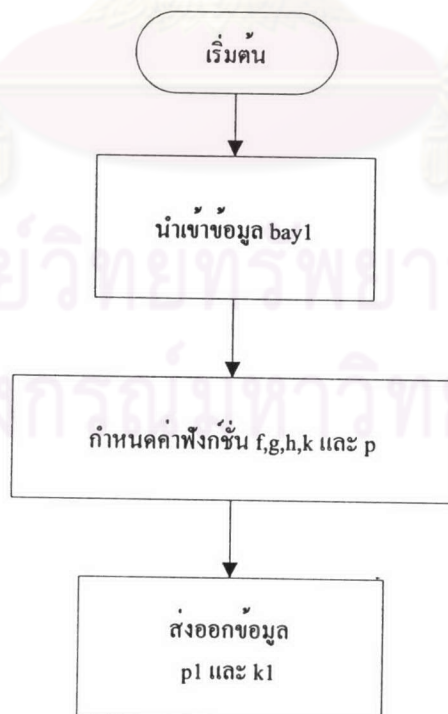 เริ่มต้น
นำเข้าข้อมูล bay1
กำหนดค่าฟังก์ชั่น f,g,h,k และ p
ส่งออกข้อมูล
p1 และ k1